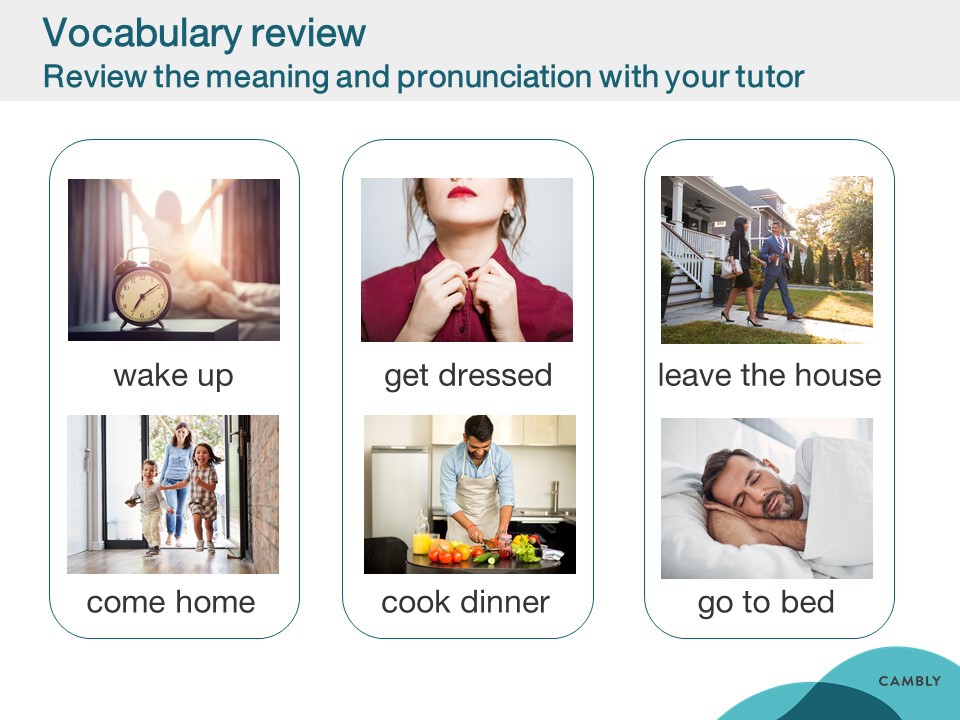 Vocabulary review
Review the meaning and pronunciation with your tutor
wake up
get dressed
leave the house
come home
cook dinner
go to bed
CAMBLY